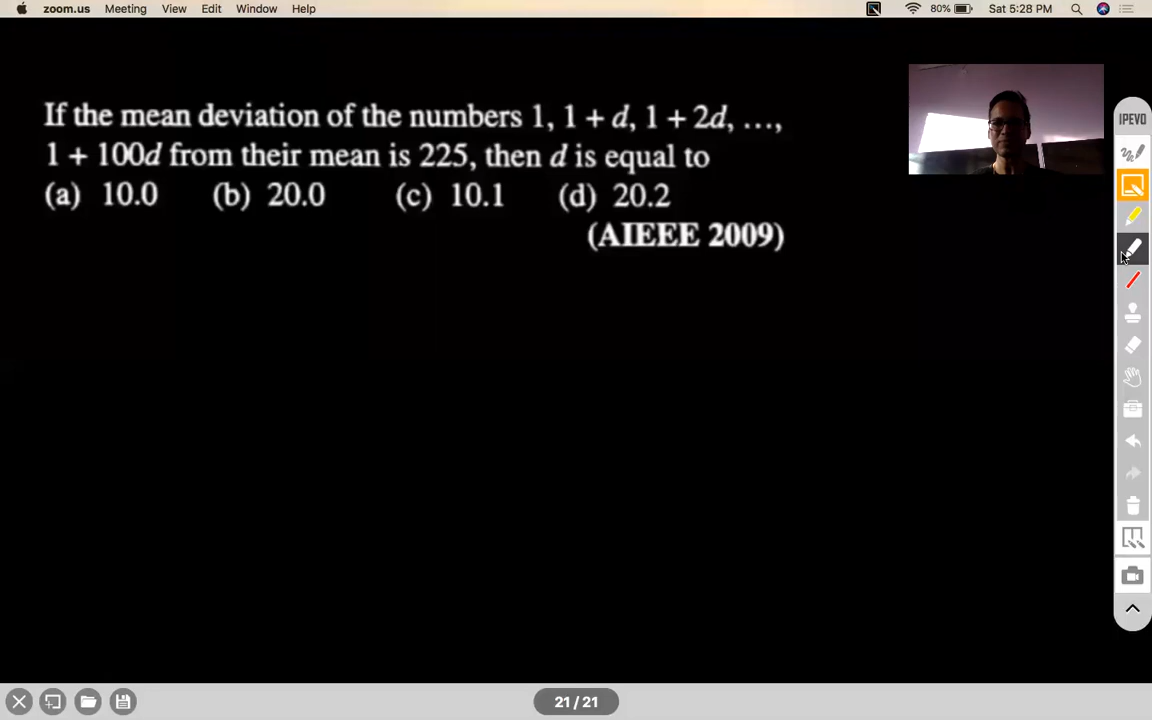 zoom.us Meeting View Edit Window Help 80% Sat 5:28 PM
If the mean deviation of the numbers 1, 1 + d, 1 + 2d, ...,
1 + 100d from their mean is 225, then d is equal to
(a) 10.0 (b) 20.0 (c) 10.1 (d) 20.2
(AIEEE 2009)
IPEVO
21 / 21